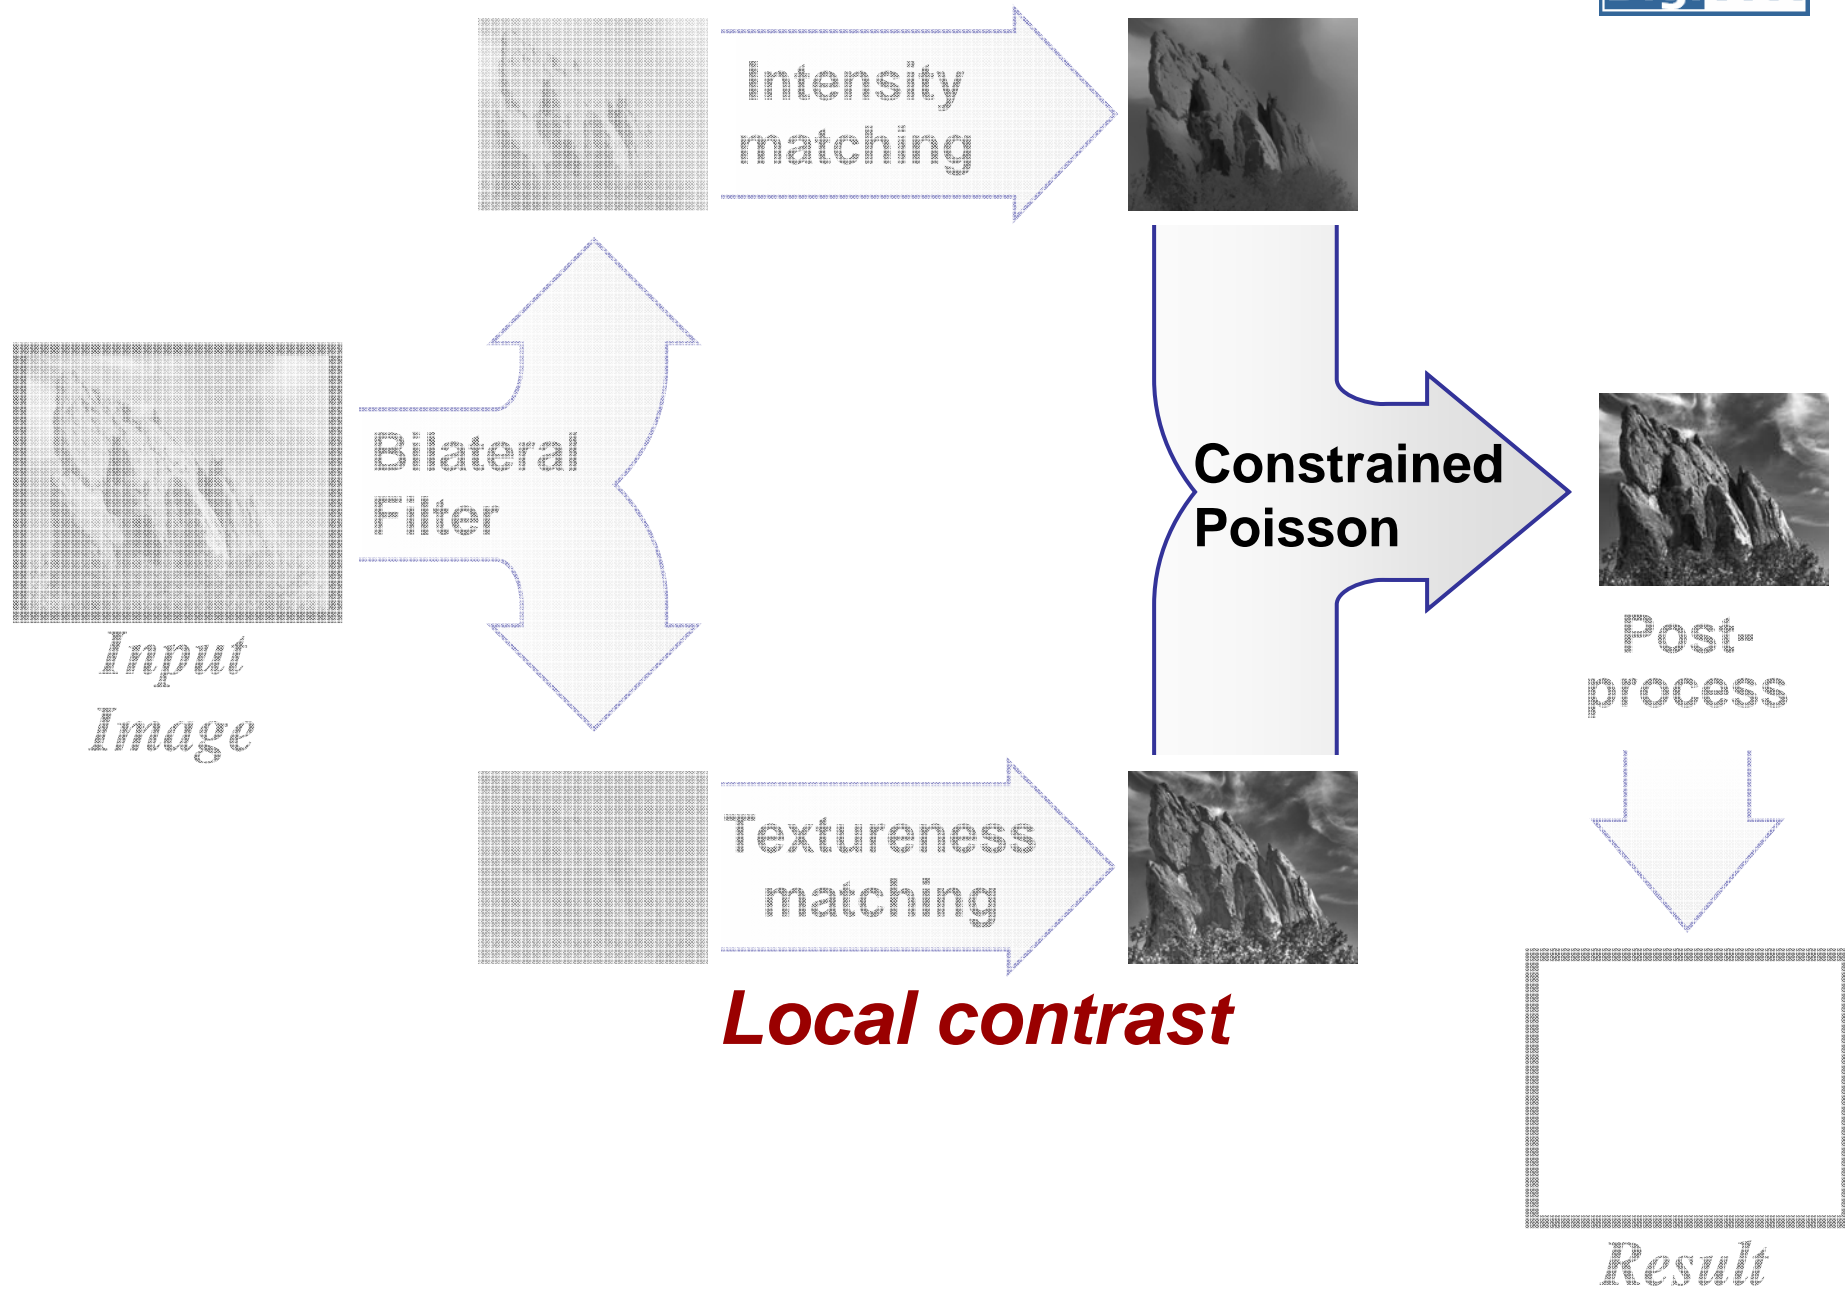 Intensity
matching
Bilateral
Filter
Constrained
Poisson
Input
Image
Post-
process
Textureness
matching
Local contrast
Result